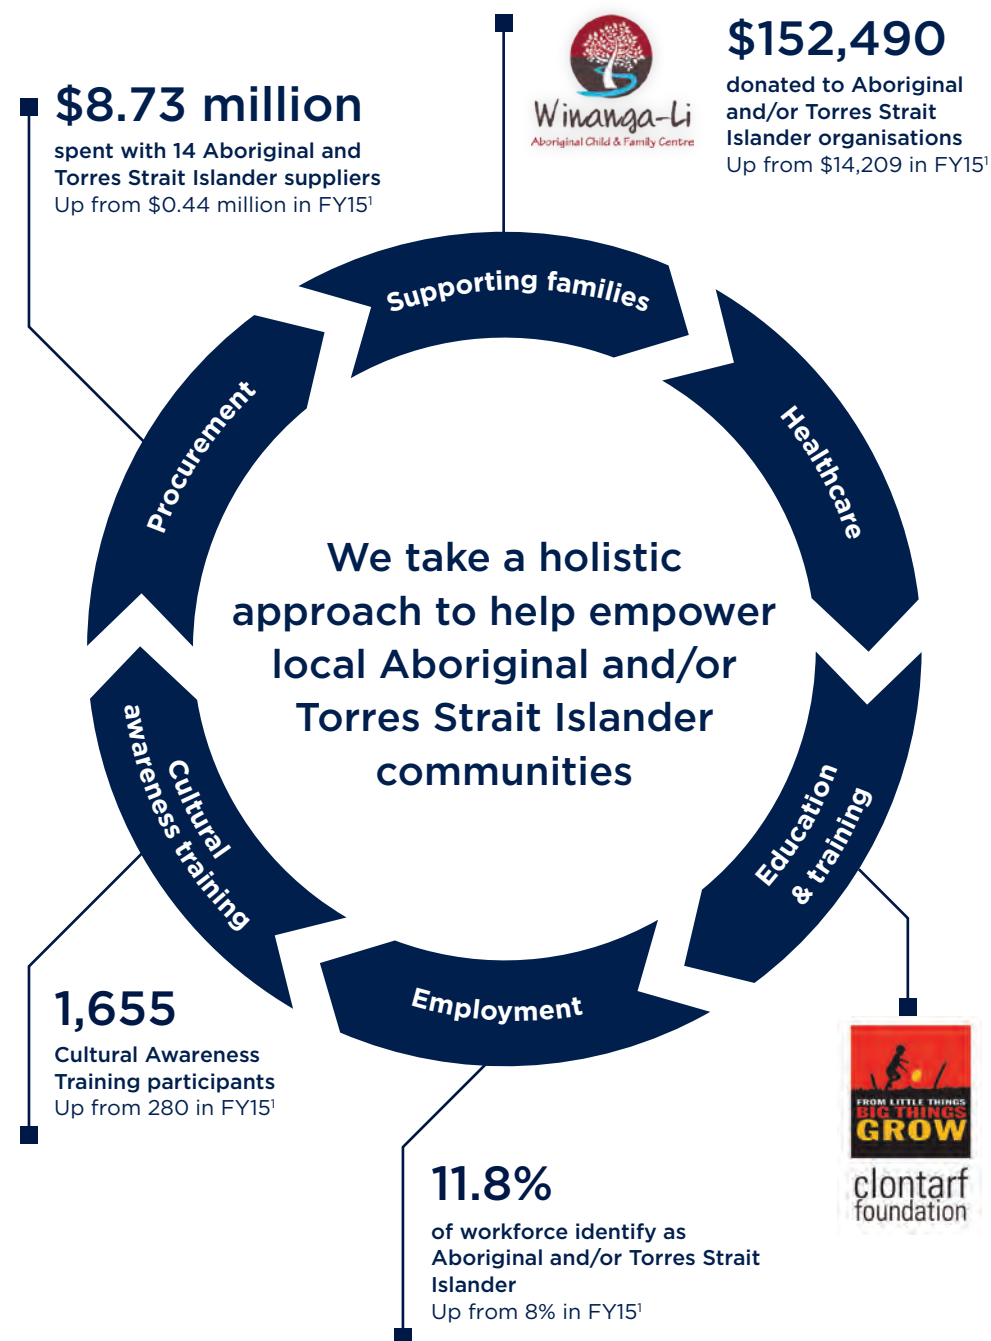 $8.73 million
spent with 14 Aboriginal and
Torres Strait Islander suppliers
Up from $0.44 million in FY15¹
Winanga-Li
Aboriginal Child & Family Centre
$152,490
donated to Aboriginal
and/or Torres Strait
Islander organisations
Up from $14,209 in FY15¹
Supporting families
Healthcare
Education
& training
Employment
Cultural
awareness training
Procurement
We take a holistic
approach to help empower
local Aboriginal and/or
Torres Strait Islander
communities
1,655
Cultural Awareness
Training participants
Up from 280 in FY15¹
11.8%
of workforce identify as
Aboriginal and/or Torres Strait
Islander
Up from 8% in FY15¹
FROM LITTLE THINGS
BIG THINGS
GROW
clontarf
foundation